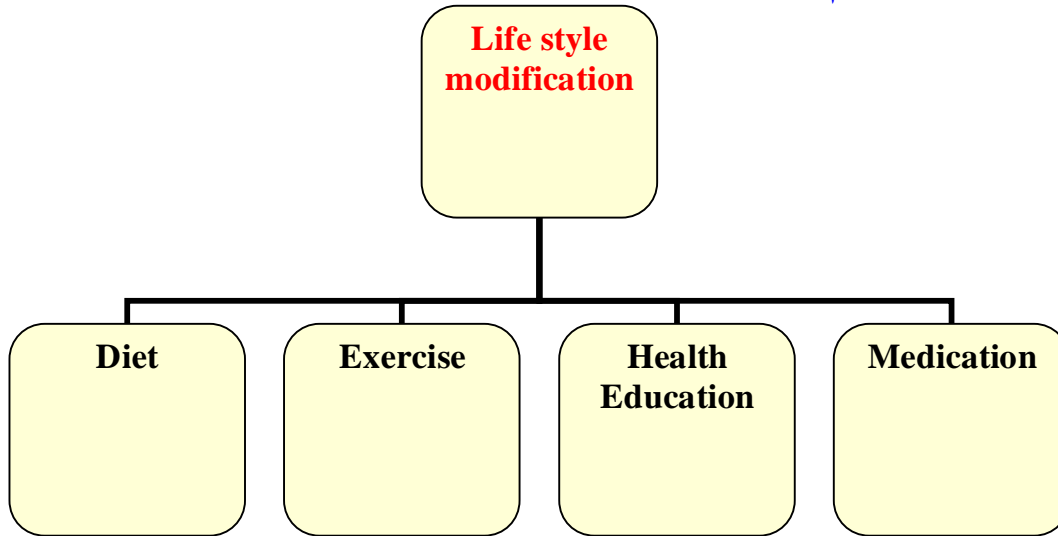 Life style
modification
Diet
Exercise
Health
Education
Medication